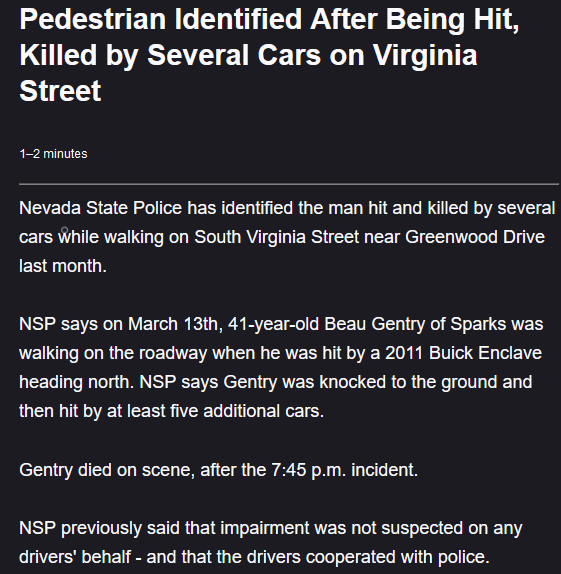 Pedestrian Identified After Being Hit,
Killed by Several Cars on Virginia
Street
1–2 minutes
Nevada State Police has identified the man hit and killed by several
cars while walking on South Virginia Street near Greenwood Drive
last month.
NSP says on March 13th, 41-year-old Beau Gentry of Sparks was
walking on the roadway when he was hit by a 2011 Buick Enclave
heading north. NSP says Gentry was knocked to the ground and
then hit by at least five additional cars.
Gentry died on scene, after the 7:45 p.m. incident.
NSP previously said that impairment was not suspected on any
drivers' behalf - and that the drivers cooperated with police.